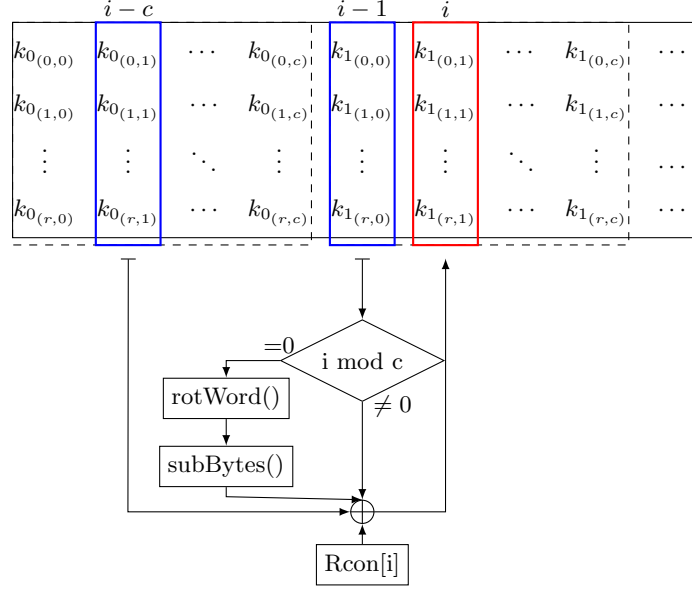 i − c i − 1 i
k₀₍₀,₀₎ k₀₍₀,₁₎ ⋯ k₀₍₀,c₎ k₁₍₀,₀₎ k₁₍₀,₁₎ ⋯ k₁₍₀,c₎ ⋯
k₀₍₁,₀₎ k₀₍₁,₁₎ ⋯ k₀₍₁,c₎ k₁₍₁,₀₎ k₁₍₁,₁₎ ⋯ k₁₍₁,c₎ ⋯
⋮ ⋮ ⋱ ⋮ ⋮ ⋮ ⋱ ⋮ …
k₀₍r,₀₎ k₀₍r,₁₎ ⋯ k₀₍r,c₎ k₁₍r,₀₎ k₁₍r,₁₎ ⋯ k₁₍r,c₎ ⋯
=0
i mod c
rotWord()
≠ 0
subBytes()
Rcon[i]